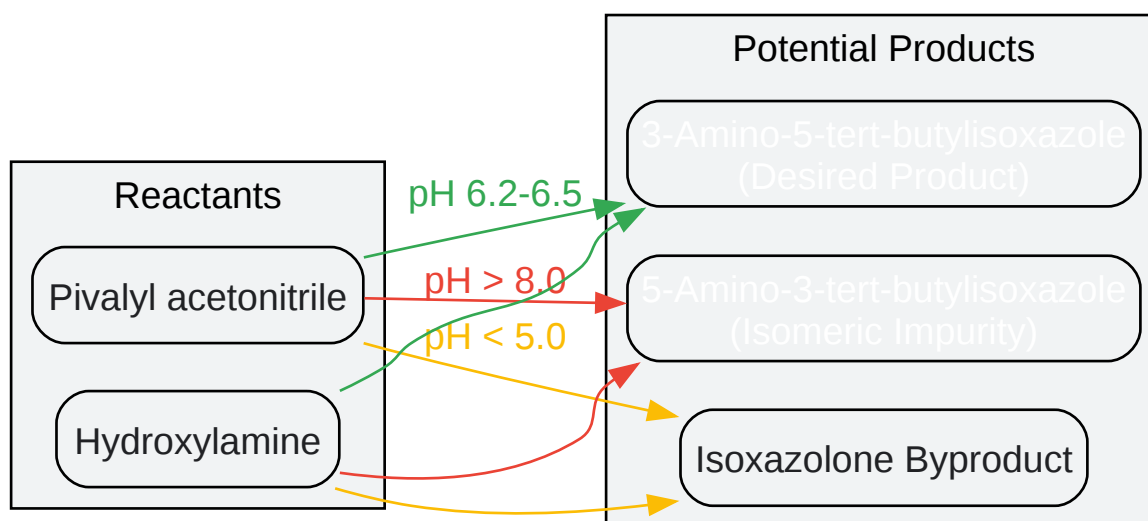 Potential Products
3-Amino-5-tert-butylisoxazole
(Desired Product)
Reactants
pH 6.2-6.5
Pivalyl acetonitrile
pH > 8.0
5-Amino-3-tert-butylisoxazole
(Isomeric Impurity)
pH < 5.0
Hydroxylamine
Isoxazolone Byproduct